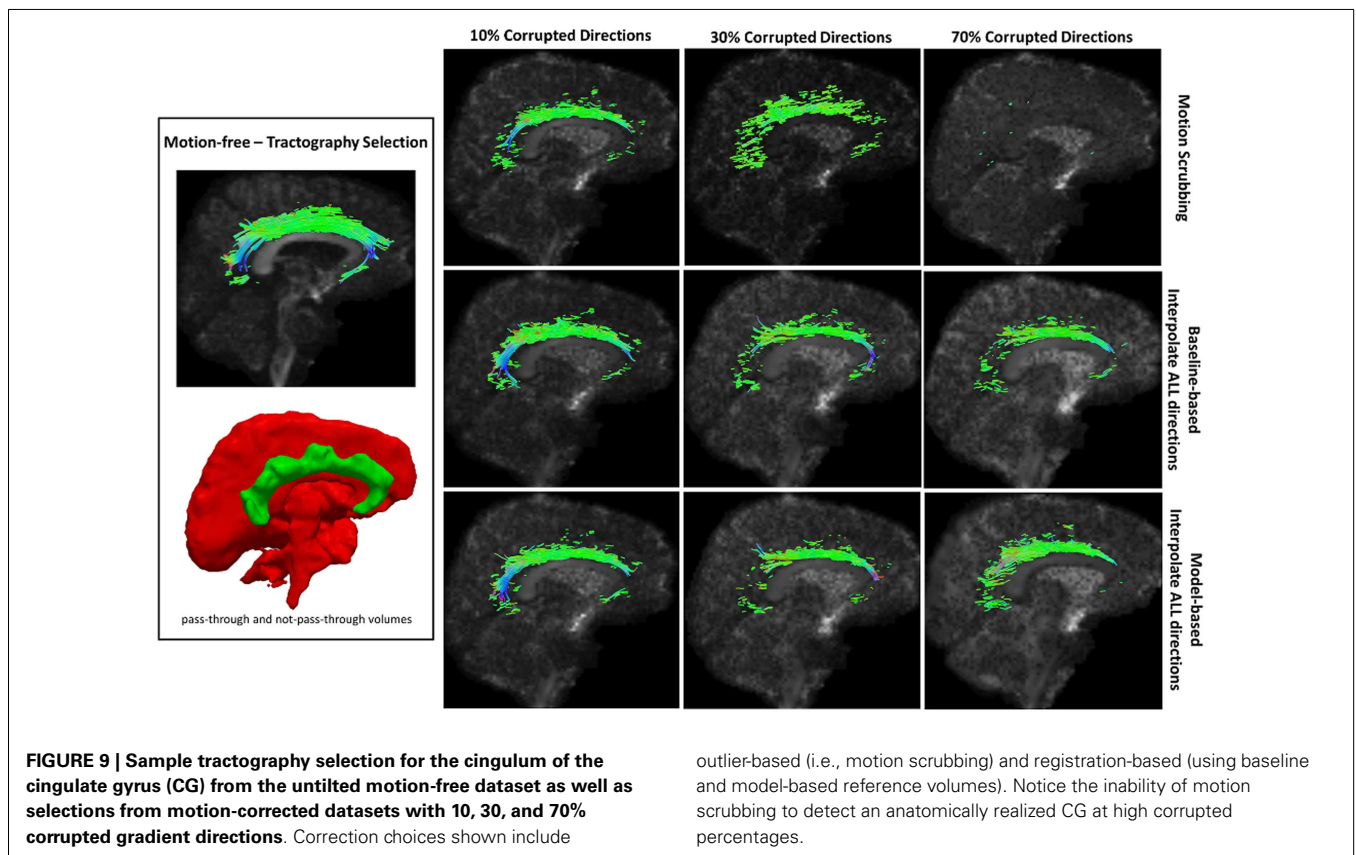 10% Corrupted Directions
30% Corrupted Directions
70% Corrupted Directions
Motion-free – Tractography Selection
pass-through and not-pass-through volumes
Motion Scrubbing
Baseline-based
Interpolate ALL directions
Model-based
Interpolate ALL directions
FIGURE 9 | Sample tractography selection for the cingulum of the
cingulate gyrus (CG) from the untilted motion-free dataset as well as
selections from motion-corrected datasets with 10, 30, and 70%
corrupted gradient directions. Correction choices shown include
outlier-based (i.e., motion scrubbing) and registration-based (using baseline
and model-based reference volumes). Notice the inability of motion
scrubbing to detect an anatomically realized CG at high corrupted
percentages.